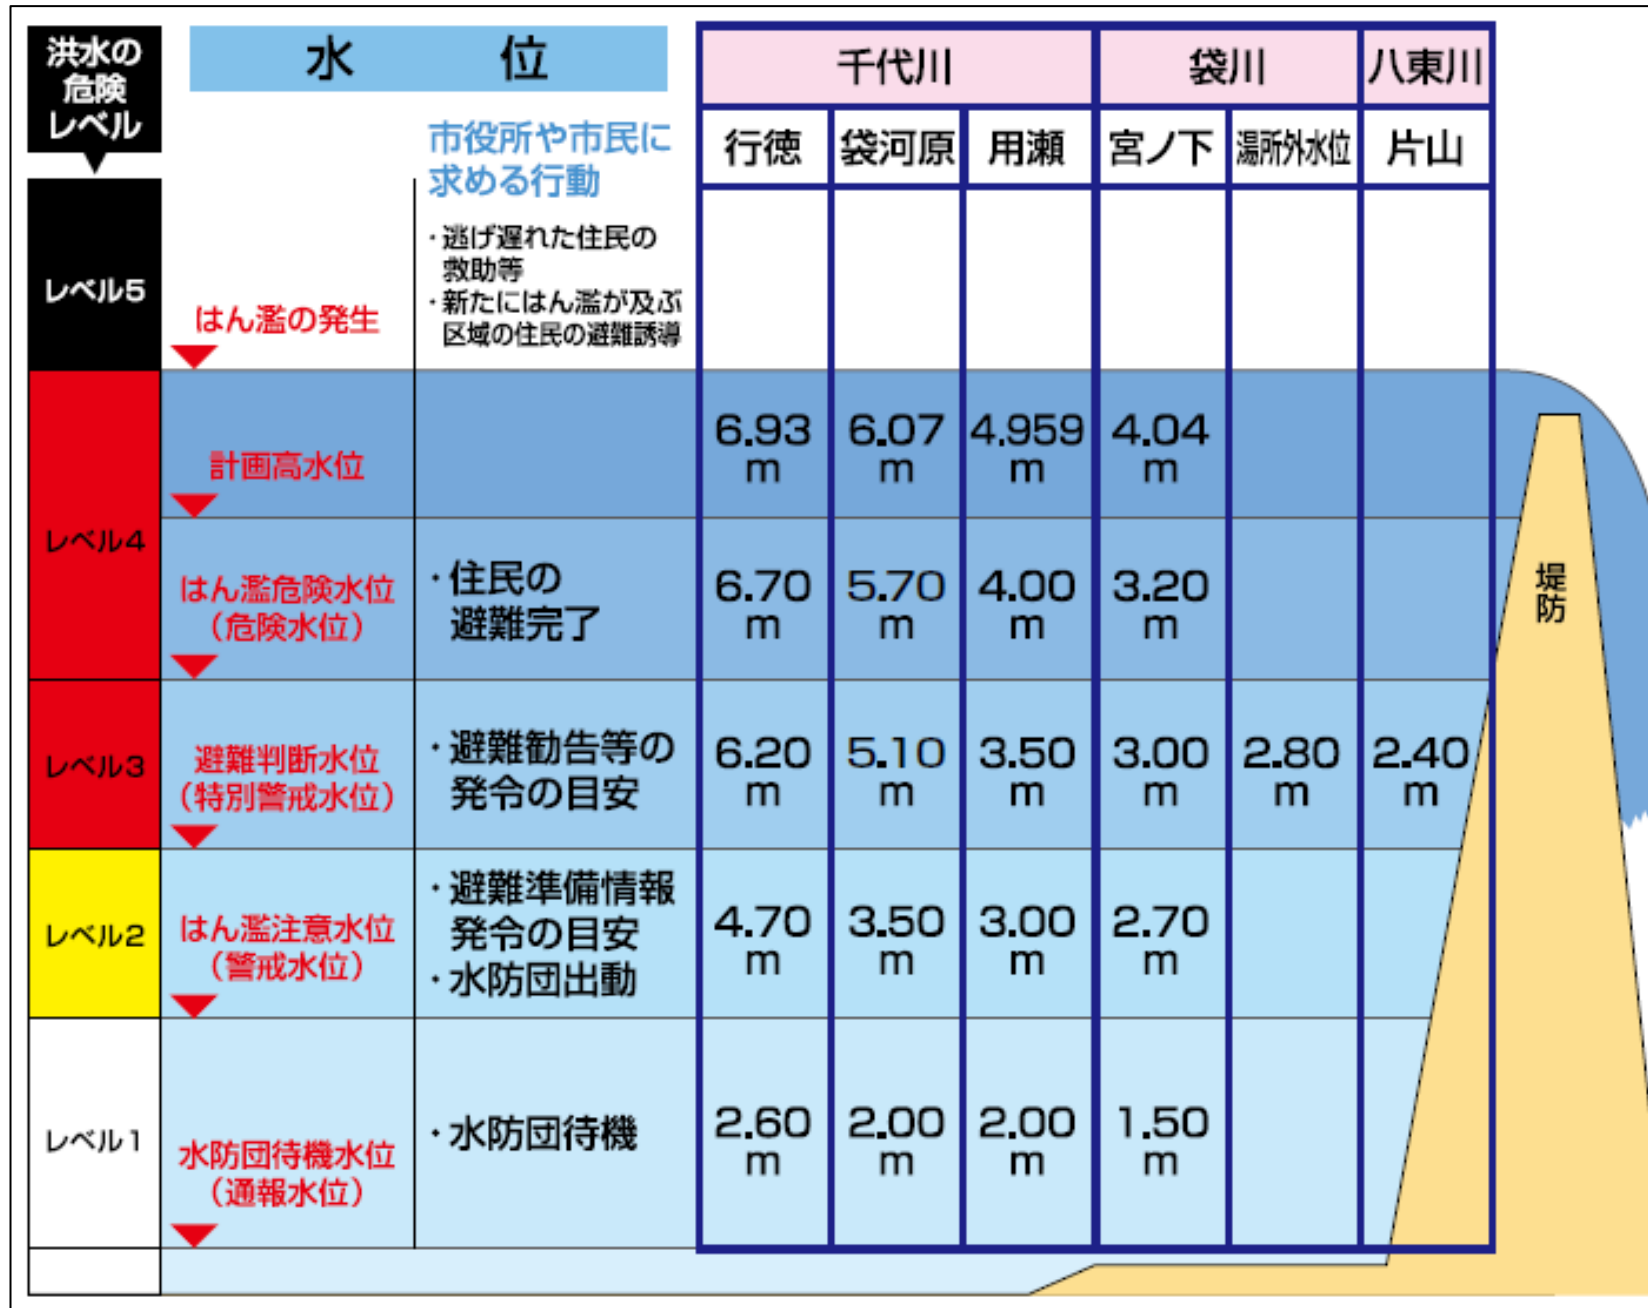 洪水の
危険
レベル
水 位
千代川
袋川
八東川
市役所や市民に
求める行動
行徳
袋河原
用瀬
宮ノ下
湯所外水位
片山
レベル5
はん濫の発生
・逃げ遅れた住民の
救助等
・新たにはん濫が及ぶ
区域の住民の避難誘導
レベル4
計画高水位
6.93
m
6.07
m
4.959
m
4.04
m
はん濫危険水位
(危険水位)
・住民の
避難完了
6.70
m
5.70
m
4.00
m
3.20
m
堤防
レベル3
避難判断水位
(特別警戒水位)
・避難勧告等の
発令の目安
6.20
m
5.10
m
3.50
m
3.00
m
2.80
m
2.40
m
レベル2
はん濫注意水位
(警戒水位)
・避難準備情報
発令の目安
・水防団出動
4.70
m
3.50
m
3.00
m
2.70
m
レベル1
水防団待機水位
(通報水位)
・水防団待機
2.60
m
2.00
m
2.00
m
1.50
m